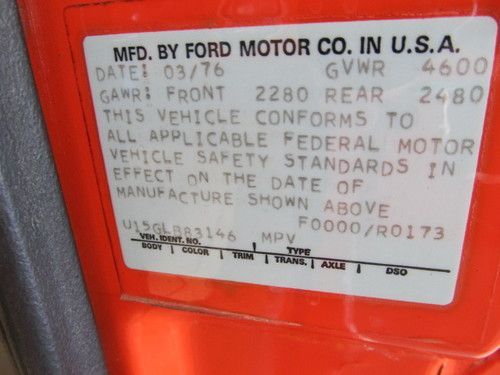 MFD. BY FORD MOTOR CO. IN U.S.A.
DATE: 03/76 GVWR 4600
GAWR: FRONT 2280 REAR 2480
THIS VEHICLE CONFORMS TO
ALL APPLICABLE FEDERAL MOTOR
VEHICLE SAFETY STANDARDS IN
EFFECT ON THE DATE OF
MANUFACTURE SHOWN ABOVE
F0000/R0173
U15GLB83146 MPV
VEH. IDENT. NO. TYPE
BODY COLOR TRIM TRANS. AXLE DSO